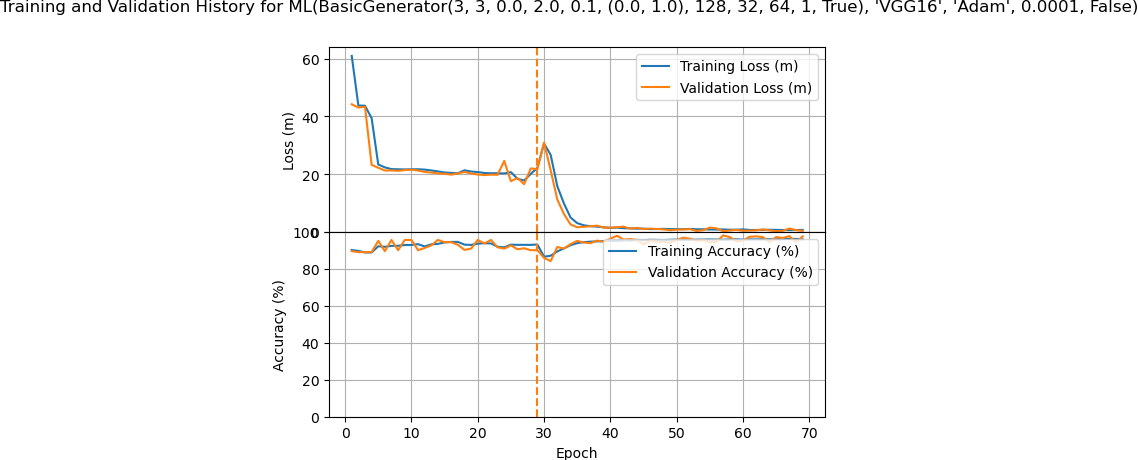 Training and Validation History for ML(BasicGenerator(3, 3, 0.0, 2.0, 0.1, (0.0, 1.0), 128, 32, 64, 1, True), 'VGG16', 'Adam', 0.0001, False)
60
40
20
0
Loss (m)
Training Loss (m)
Validation Loss (m)
100
80
60
40
20
0
Accuracy (%)
Training Accuracy (%)
Validation Accuracy (%)
0 10 20 30 40 50 60 70
Epoch